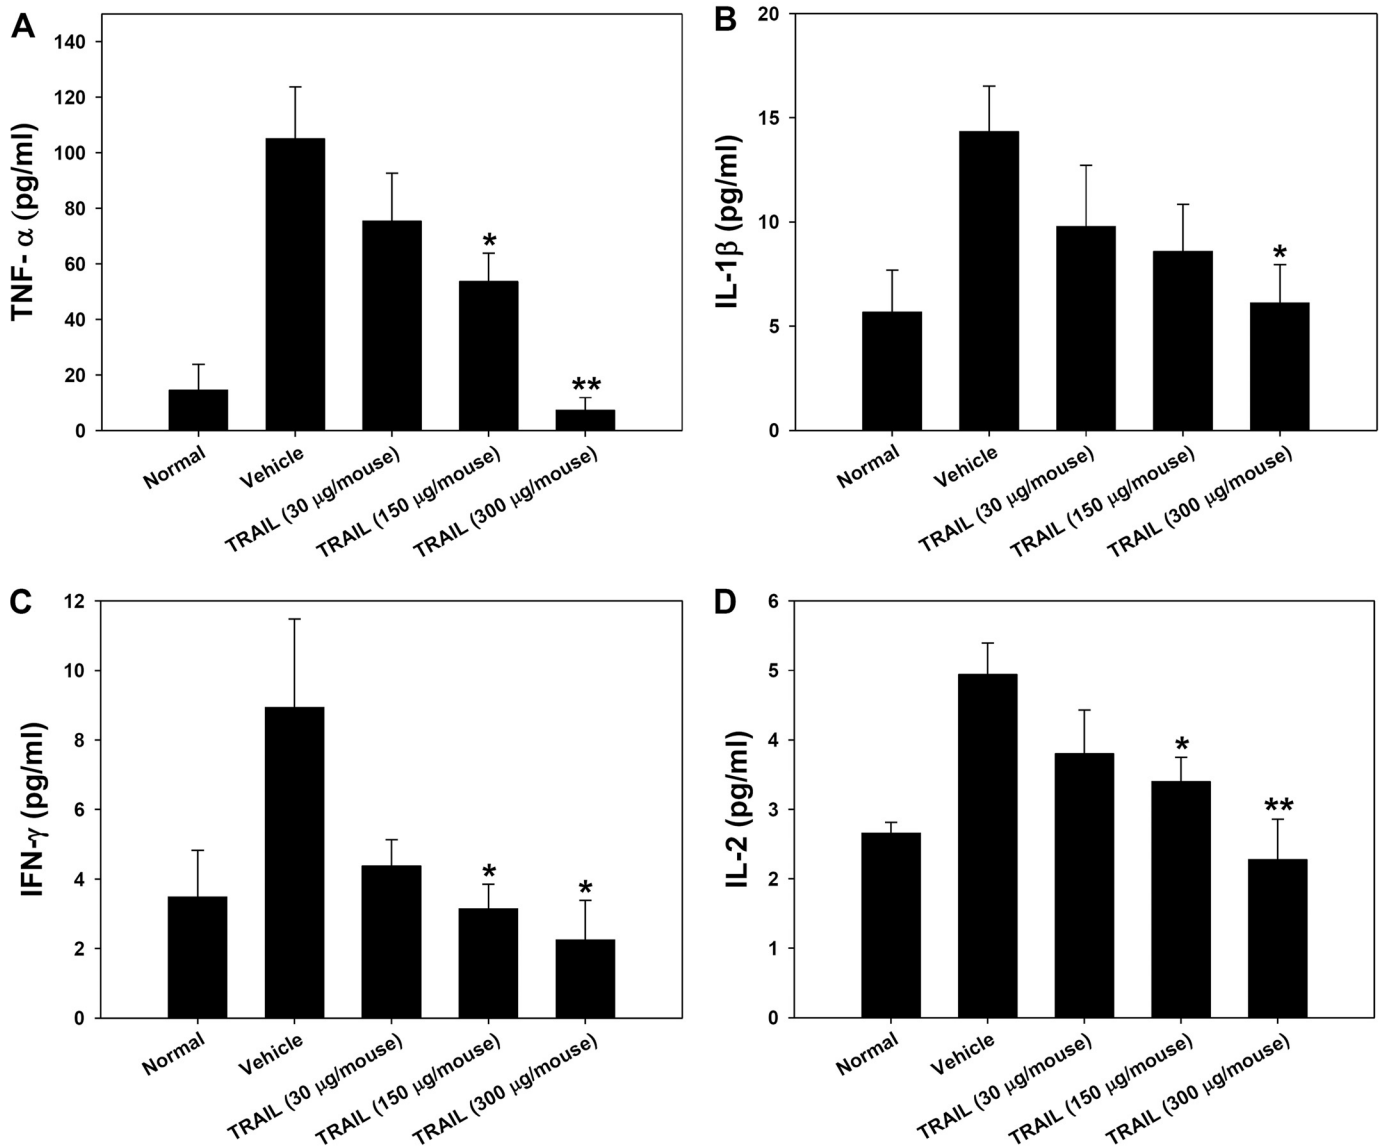 A
TNF- α (pg/ml)
140
120
100
80
60
40
20
0
*
**
Normal
Vehicle
TRAIL (30 µg/mouse)
TRAIL (150 µg/mouse)
TRAIL (300 µg/mouse)
B
IL-1β (pg/ml)
20
15
10
5
0
*
Normal
Vehicle
TRAIL (30 µg/mouse)
TRAIL (150 µg/mouse)
TRAIL (300 µg/mouse)
C
IFN-γ (pg/ml)
12
10
8
6
4
2
0
*
*
Normal
Vehicle
TRAIL (30 µg/mouse)
TRAIL (150 µg/mouse)
TRAIL (300 µg/mouse)
D
IL-2 (pg/ml)
6
5
4
3
2
1
0
*
**
Normal
Vehicle
TRAIL (30 µg/mouse)
TRAIL (150 µg/mouse)
TRAIL (300 µg/mouse)